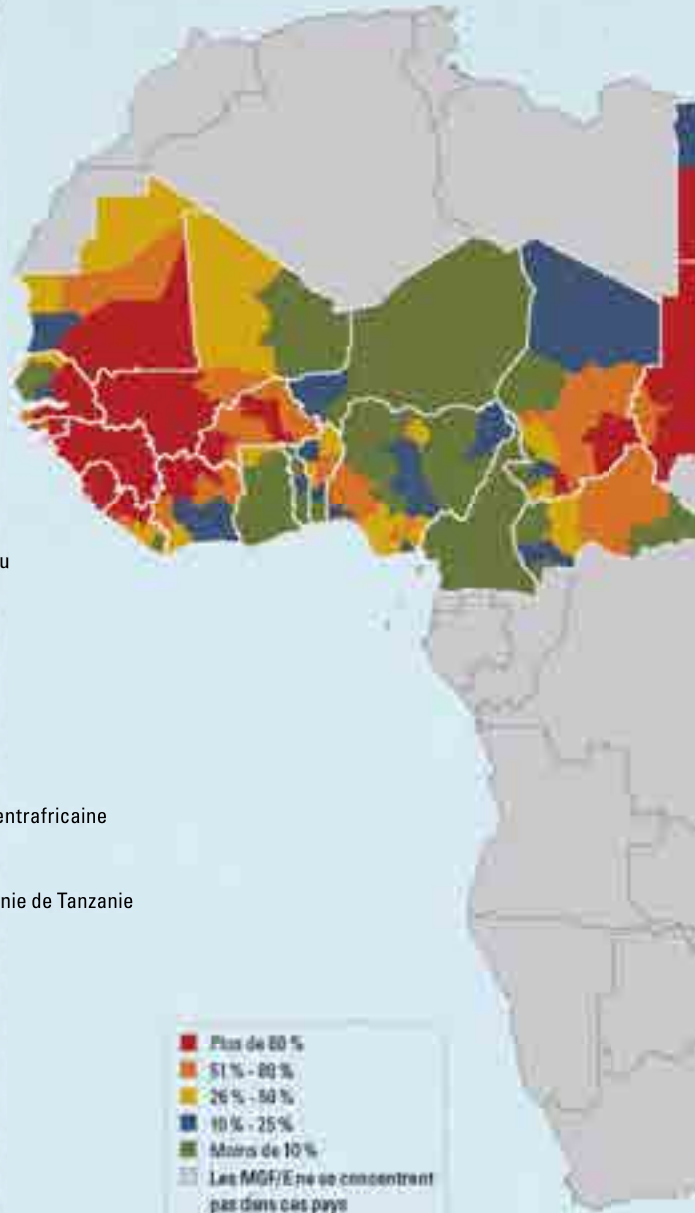 u
entrafricaine
nie de Tanzanie
Plus de 80 %
51 % - 80 %
26 % - 50 %
10 % - 25 %
Moins de 10 %
Les MGF/E ne se concentrent
pas dans ces pays